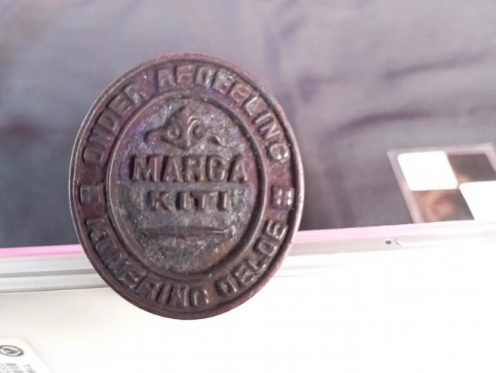 ONDER AFDEELING
MARGA
KITI
KOMERING OELOE